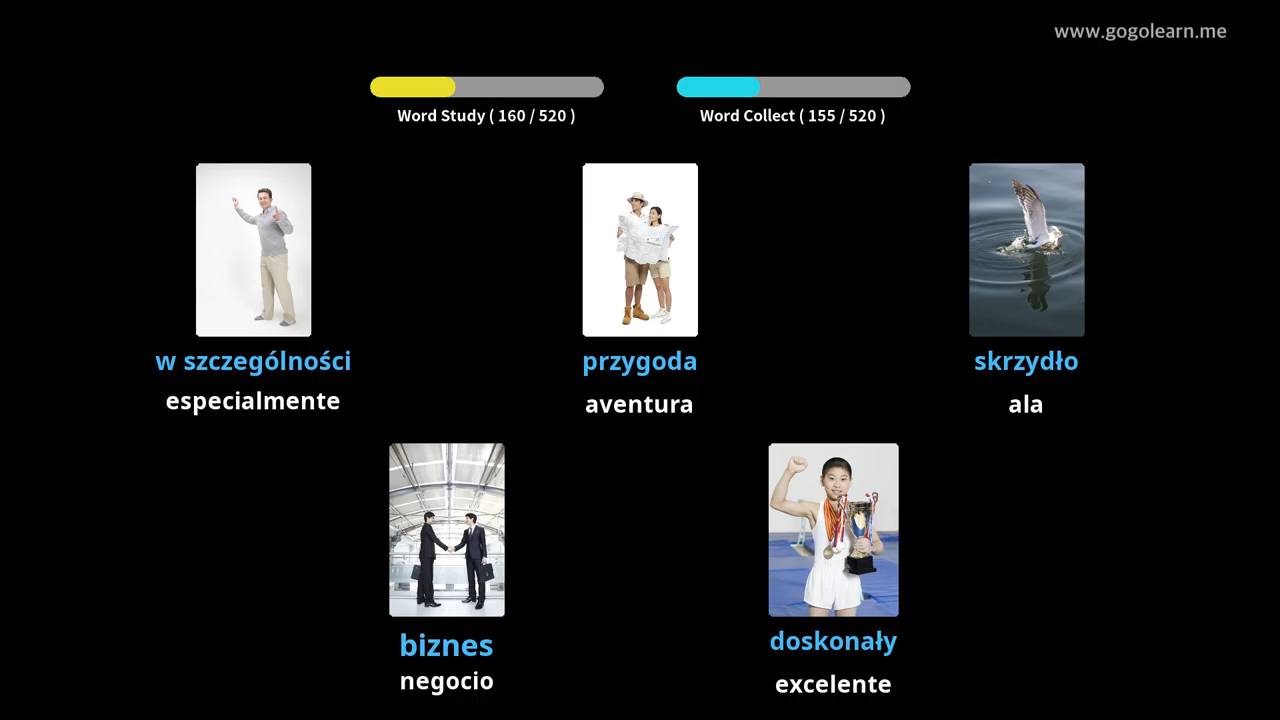 www.gogolearn.me
Word Study ( 160 / 520 )
Word Collect ( 155 / 520 )
w szczególności
przygoda
skrzydło
especialmente
aventura
ala
biznes
doskonały
negocio
excelente